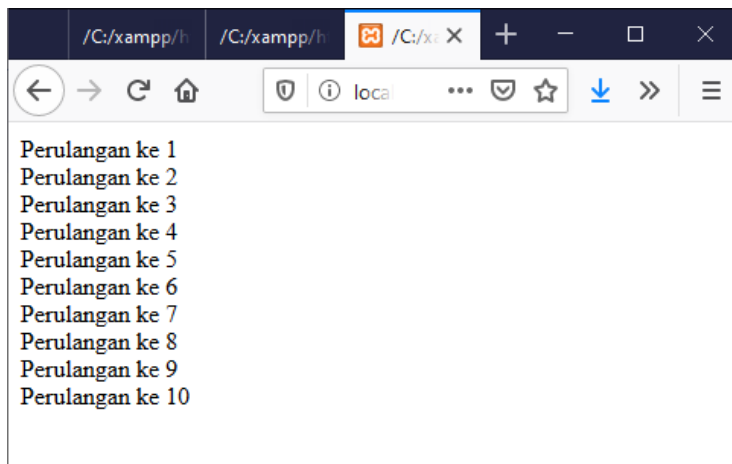 /C:/xampp/h /C:/xampp/h /C:/xa
loca
Perulangan ke 1
Perulangan ke 2
Perulangan ke 3
Perulangan ke 4
Perulangan ke 5
Perulangan ke 6
Perulangan ke 7
Perulangan ke 8
Perulangan ke 9
Perulangan ke 10